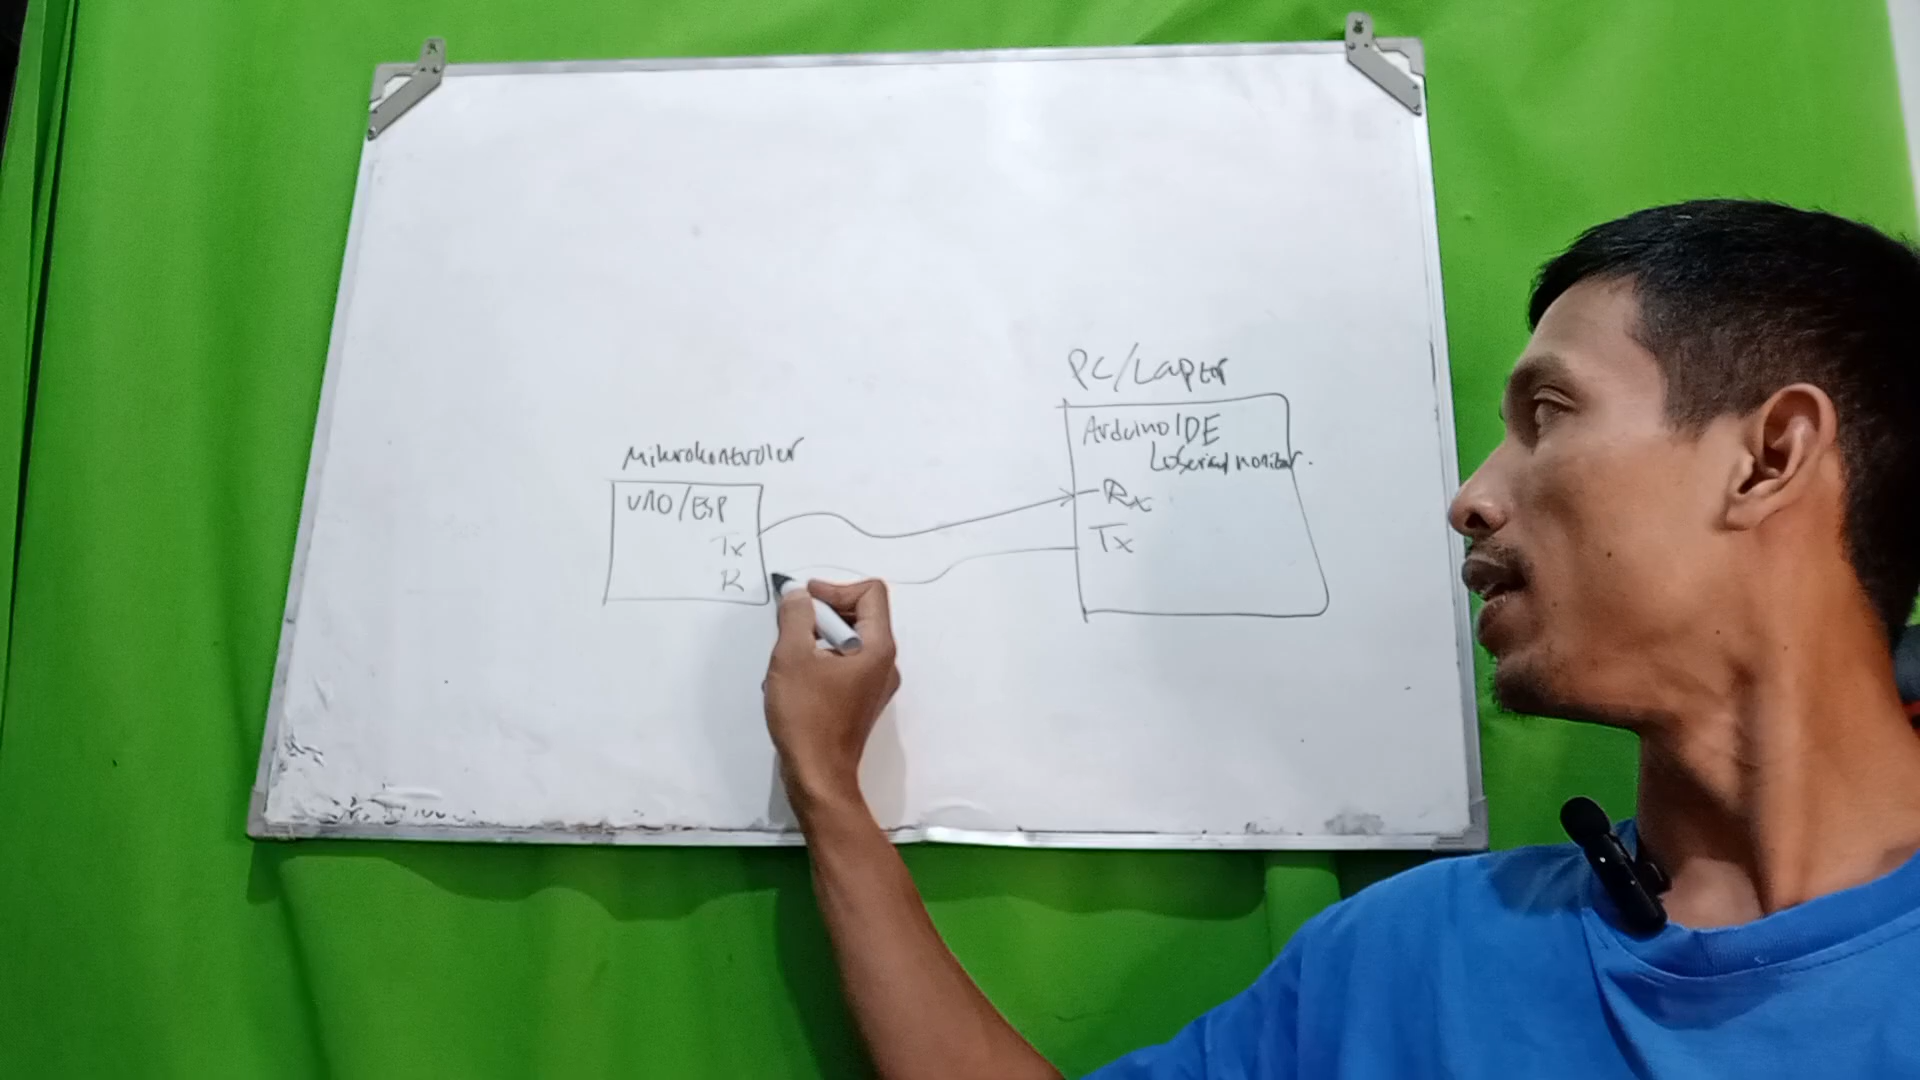 PC/Laptop
Arduino IDE
↳ Serial monitor.
Mikrokontroler
UNO/ESP
Rx
Tx
Tx
R